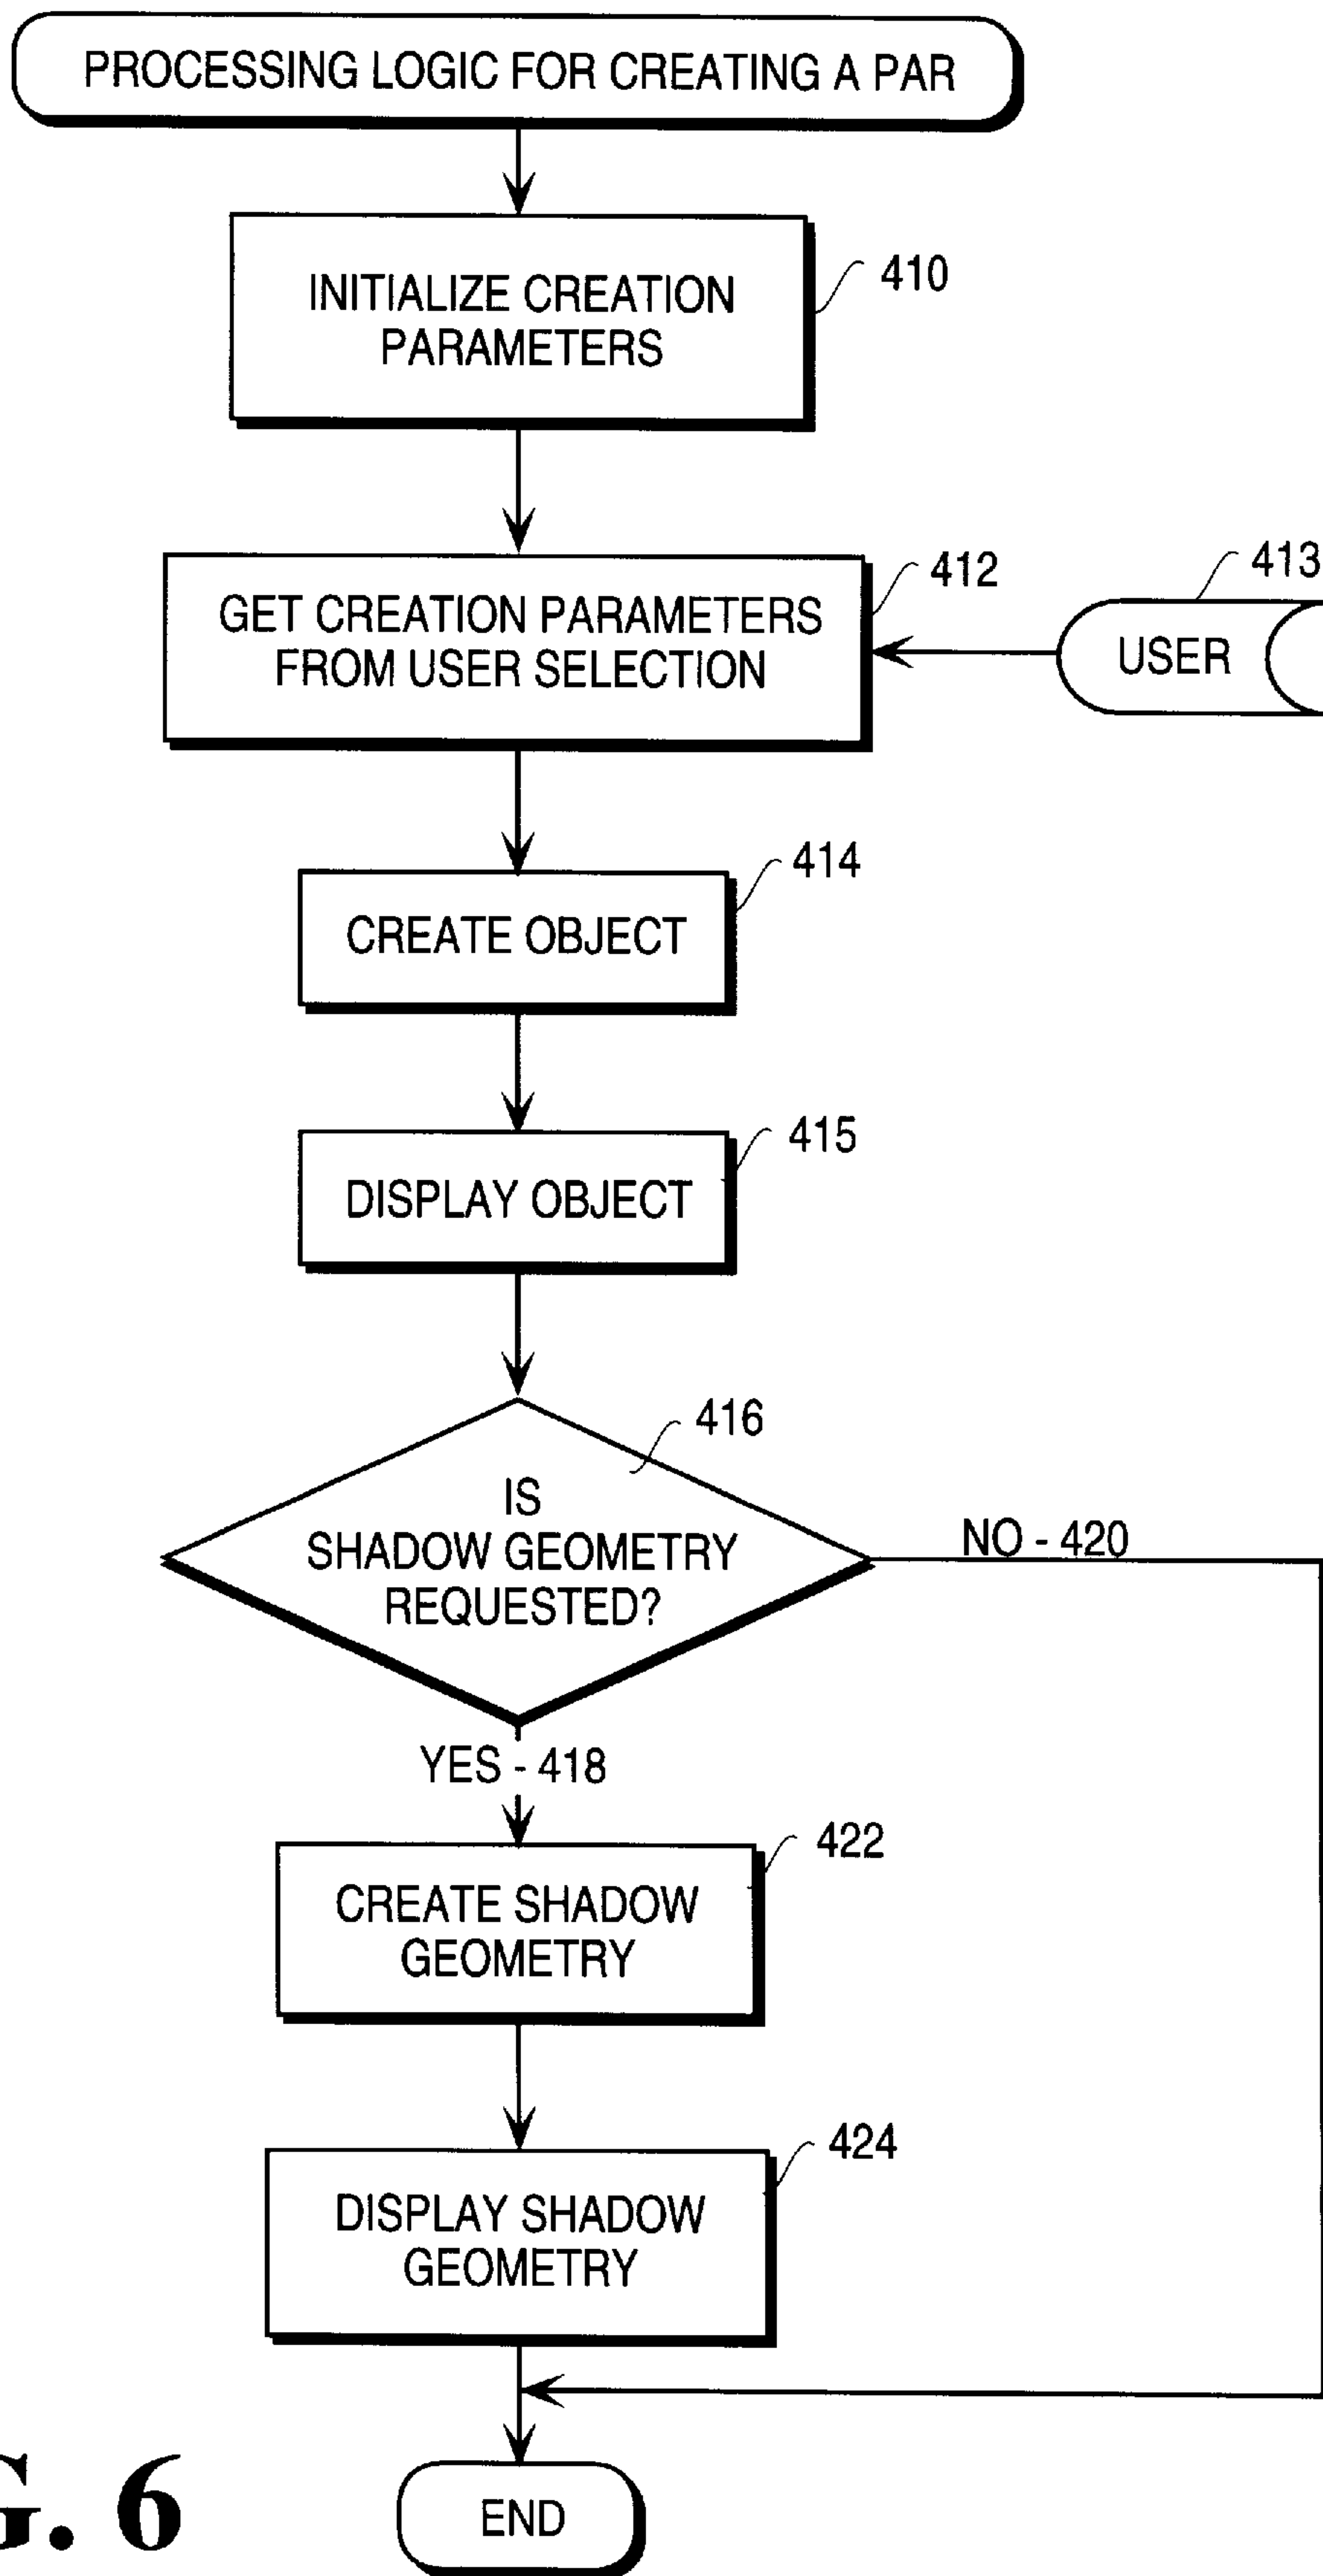 PROCESSING LOGIC FOR CREATING A PAR
INITIALIZE CREATION
PARAMETERS
410
GET CREATION PARAMETERS
FROM USER SELECTION
412
USER
413
CREATE OBJECT
414
DISPLAY OBJECT
415
IS
SHADOW GEOMETRY
REQUESTED?
416
NO - 420
YES - 418
CREATE SHADOW
GEOMETRY
422
DISPLAY SHADOW
GEOMETRY
424
END
G. 6